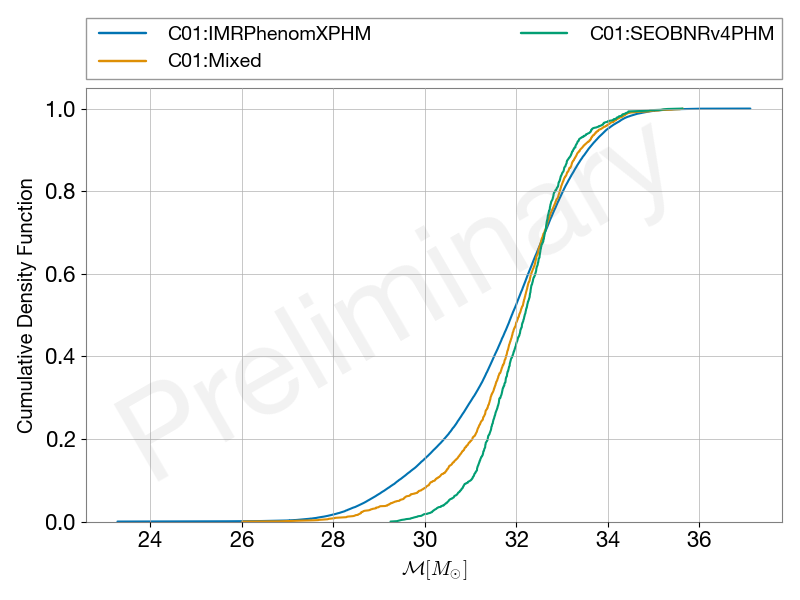 C01:IMRPhenomXPHM
C01:SEOBNRv4PHM
C01:Mixed
Cumulative Density Function
1.0
0.8
0.6
0.4
0.2
0.0
Preliminary
24 26 28 30 32 34 36
ℳ[M⊙]